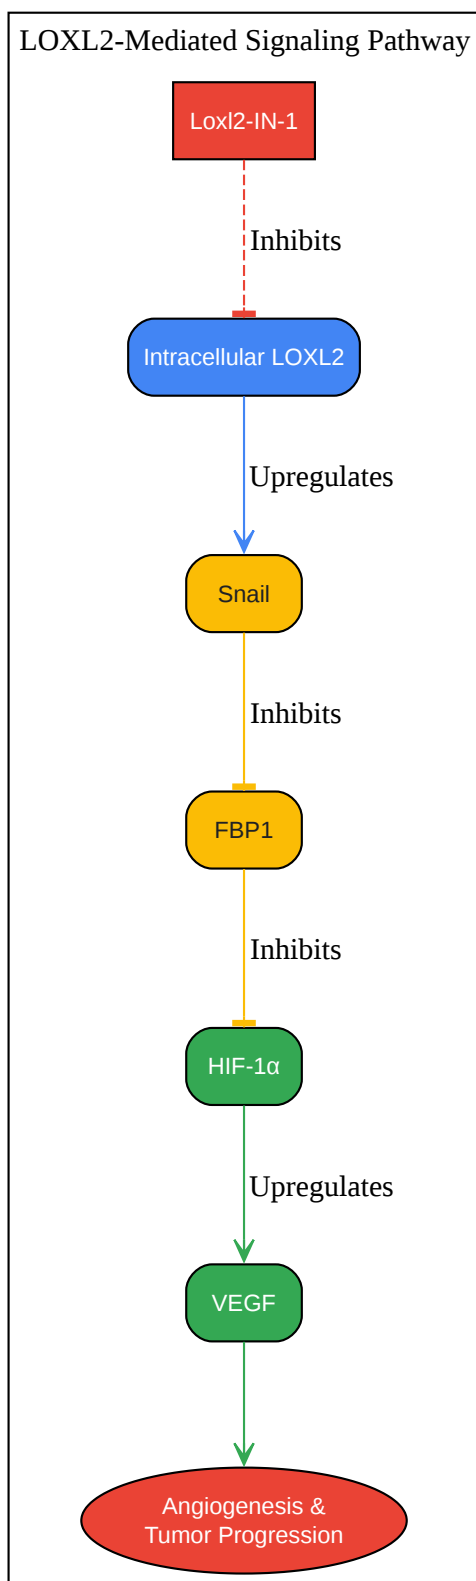 LOXL2-Mediated Signaling Pathway
Loxl2-IN-1
Inhibits
Intracellular LOXL2
Upregulates
Snail
Inhibits
FBP1
Inhibits
HIF-1α
Upregulates
VEGF
Angiogenesis &
Tumor Progression